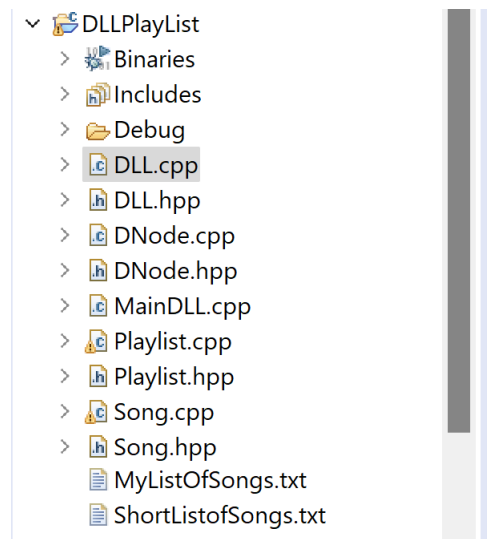 DLLPlayList
Binaries
Includes
Debug
DLL.cpp
DLL.hpp
DNode.cpp
DNode.hpp
MainDLL.cpp
Playlist.cpp
Playlist.hpp
Song.cpp
Song.hpp
MyListOfSongs.txt
ShortListofSongs.txt